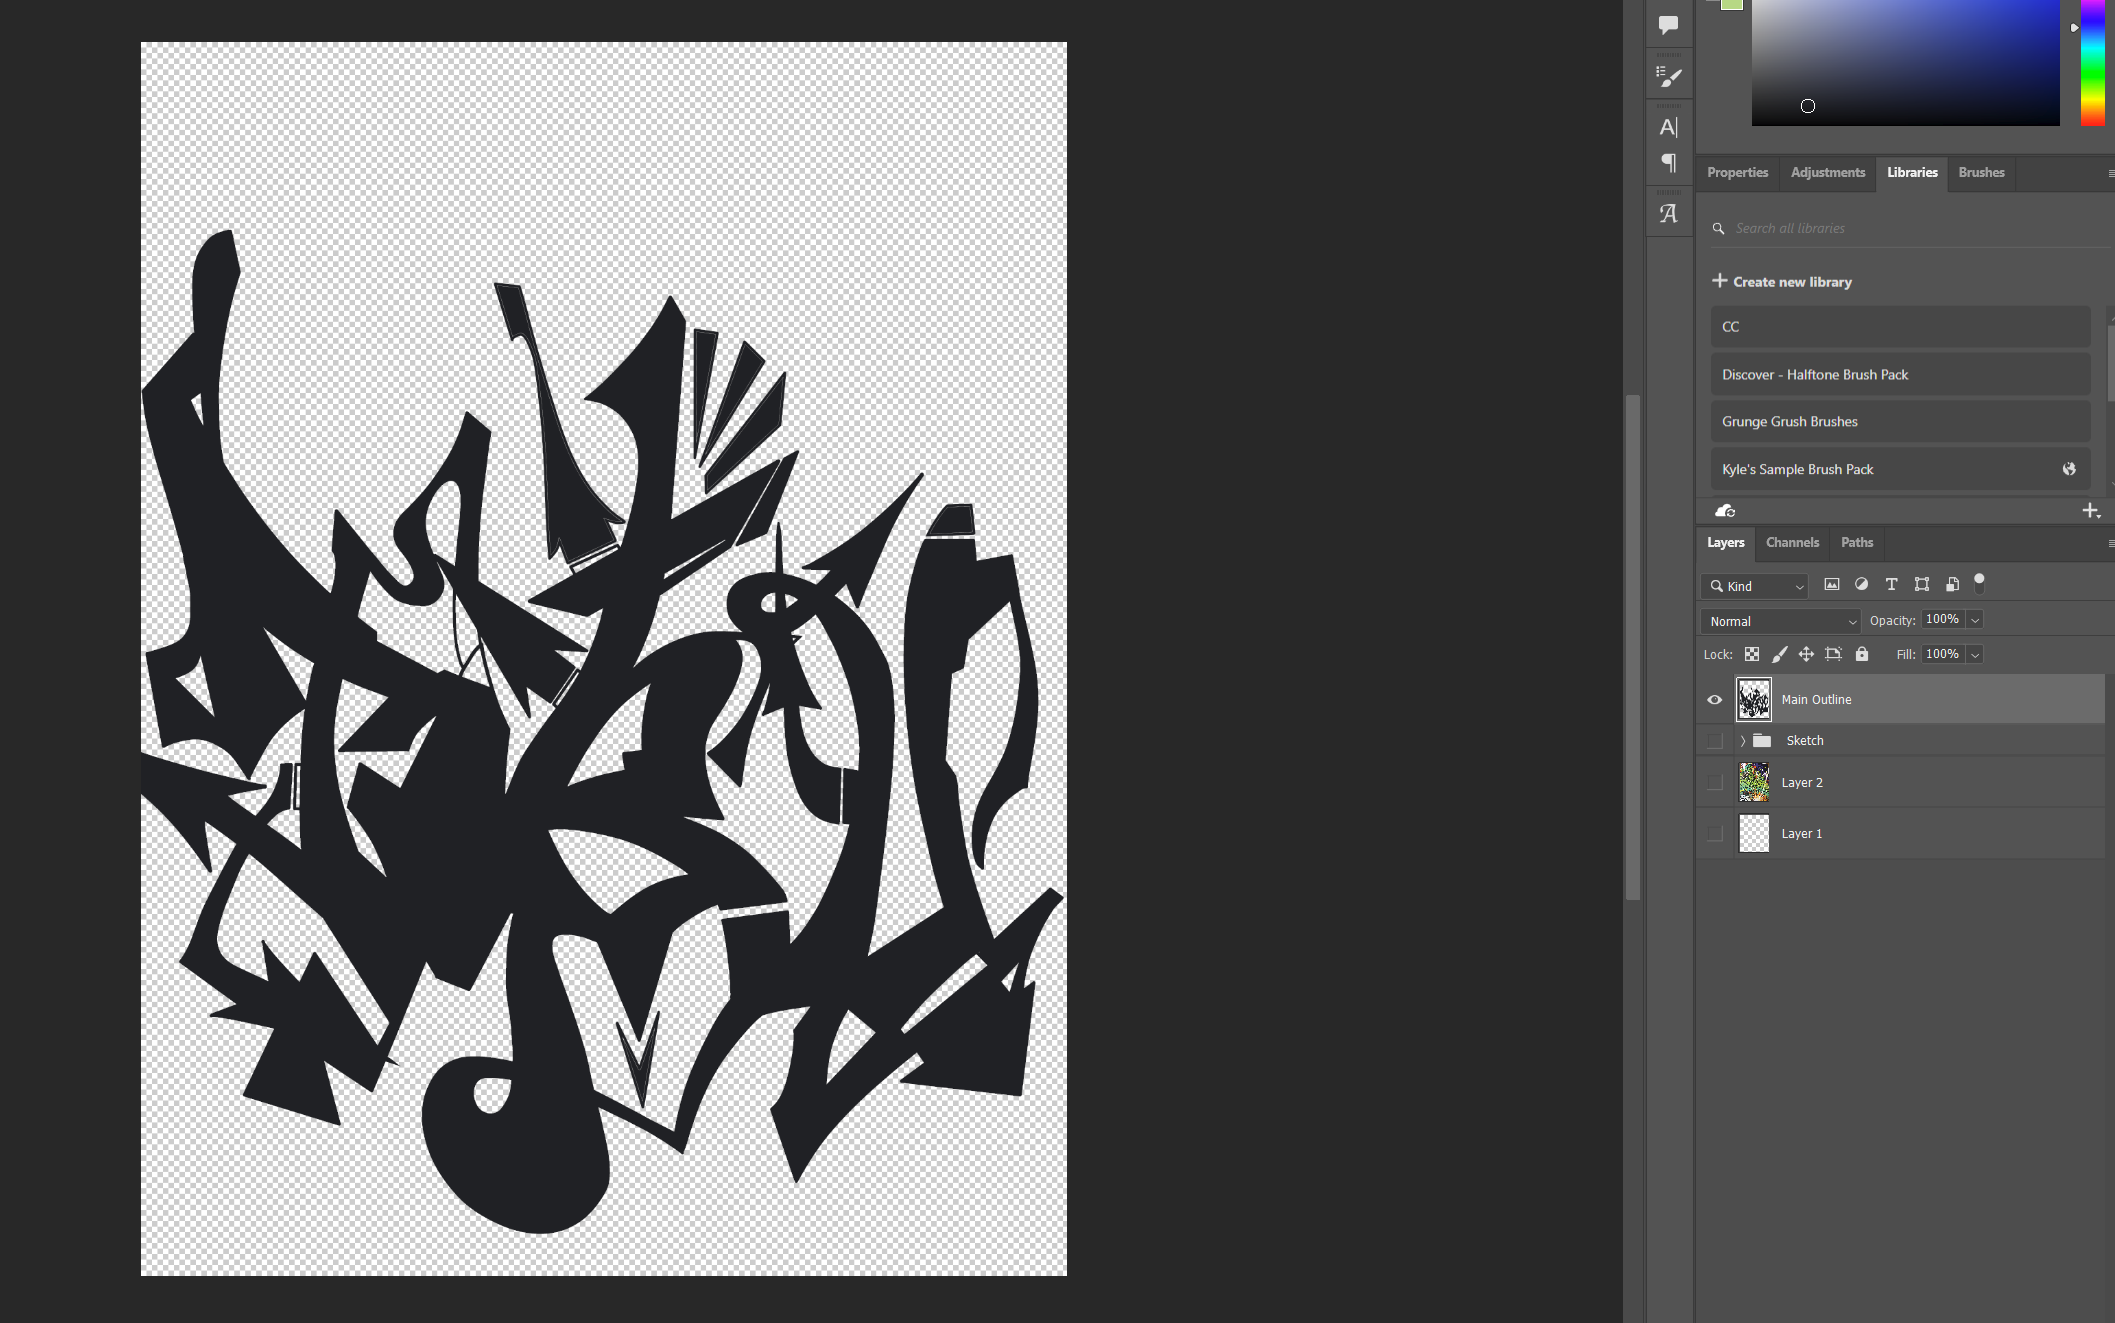 Properties Adjustments Libraries Brushes
Search all libraries
Create new library
CC
Discover - Halftone Brush Pack
Grunge Grush Brushes
Kyle's Sample Brush Pack
Layers Channels Paths
Kind
Normal Opacity: 100%
Lock: Fill: 100%
Main Outline
Sketch
Layer 2
Layer 1